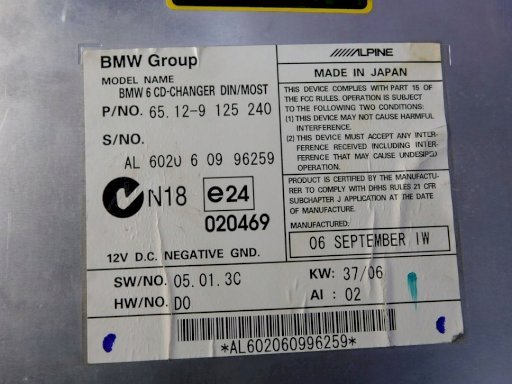 BMW Group
MODEL NAME
BMW 6 CD-CHANGER DIN/MOST
P/NO. 65.12-9 125 240
S/NO.
AL 6020 6 09 96259
N18 e24
020469
12V D.C. NEGATIVE GND.
ALPINE
MADE IN JAPAN
THIS DEVICE COMPLIES WITH PART 15 OF
THE FCC RULES. OPERATION IS SUBJECT
TO THE FOLLOWING TWO CONDITIONS:
(1) THIS DEVICE MAY NOT CAUSE HARMFUL
INTERFERENCE.
(2) THIS DEVICE MUST ACCEPT ANY INTER-
FERENCE RECEIVED (INCLUDING INTER-
FERENCE THAT MAY CAUSE UNDESIRED
OPERATION.
PRODUCT IS CERTIFIED BY THE MANUFACTU-
RER TO COMPLY WITH DHHS RULES 21 CFR
SUBCHAPTER J APPLICATION AT THE DATE
OF MANUFACTURE.
MANUFACTURED:
06 SEPTEMBER IW
SW/NO. 05.01.3C
KW: 37/06
HW/NO. D0
AI : 02
*AL602060996259*